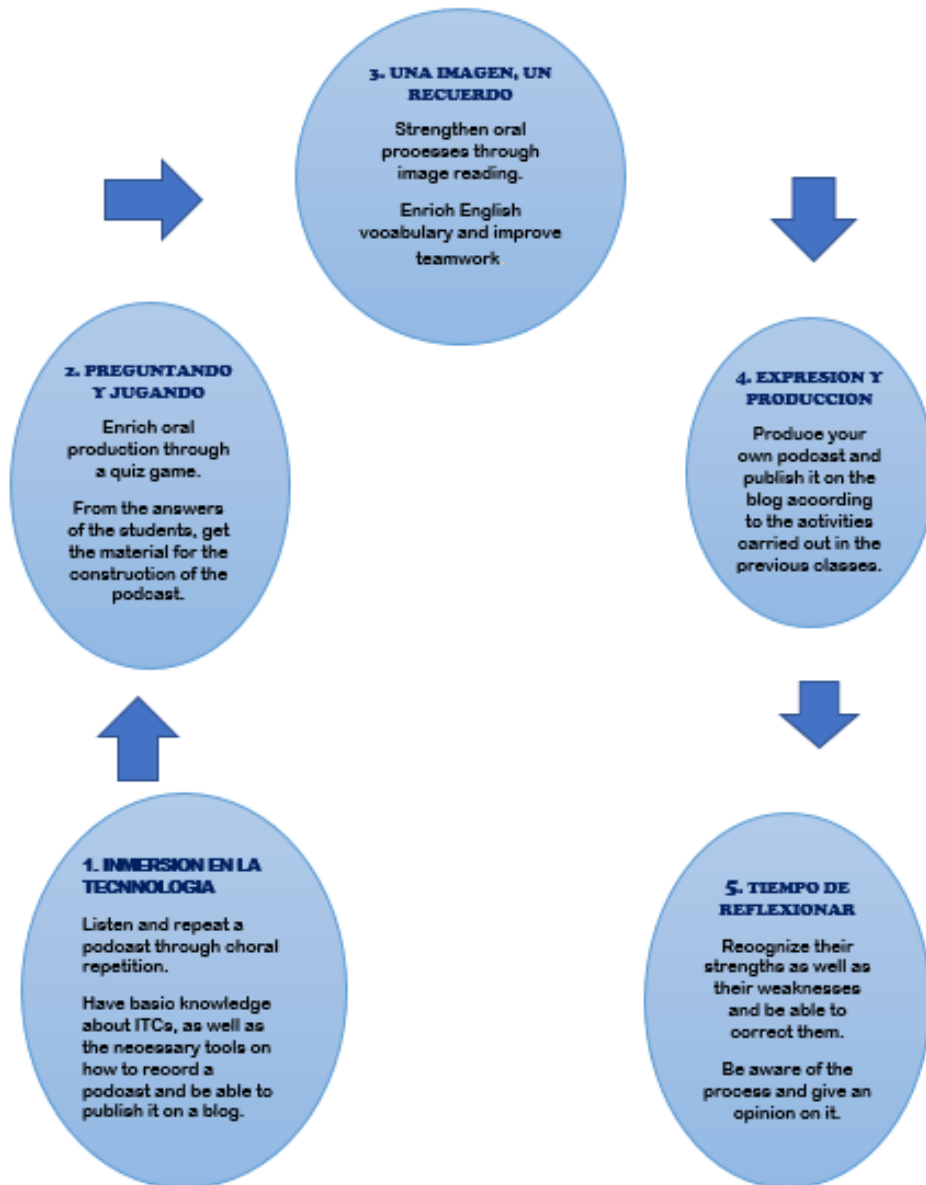 3. UNA IMAGEN, UN
RECUERDO
Strengthen oral
processes through
image reading.
Enrich English
vocabulary and improve
teamwork.
2. PREGUNTANDO
Y JUGANDO
Enrich oral
production through
a quiz game.
From the answers
of the students, get
the material for the
construction of the
podcast.
4. EXPRESION Y
PRODUCCION
Produce your
own podcast and
publish it on the
blog according
to the activities
carried out in the
previous classes.
1. INMERSION EN LA
TECNNOLOGIA
Listen and repeat a
podcast through choral
repetition.
Have basic knowledge
about ITCs, as well as
the necessary tools on
how to record a
podcast and be able to
publish it on a blog.
5. TIEMPO DE
REFLEXIONAR
Recognize their
strengths as well as
their weaknesses
and be able to
correct them.
Be aware of the
process and give an
opinion on it.